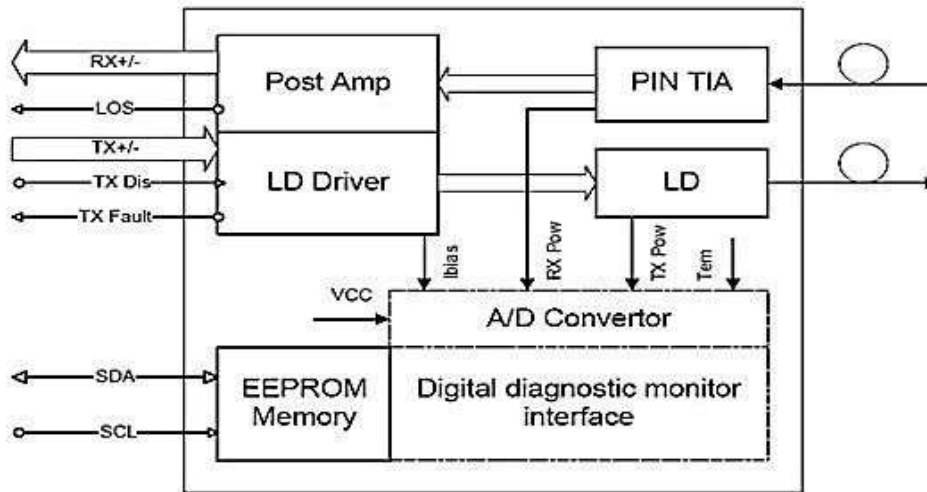 RX+/-
Post Amp
PIN TIA
LOS
TX+/-
TX Dis
LD Driver
LD
TX Fault
Ibias
RX Pow
TX Pow
Tem
VCC
A/D Convertor
SDA
EEPROM
Memory
Digital diagnostic monitor
interface
SCL